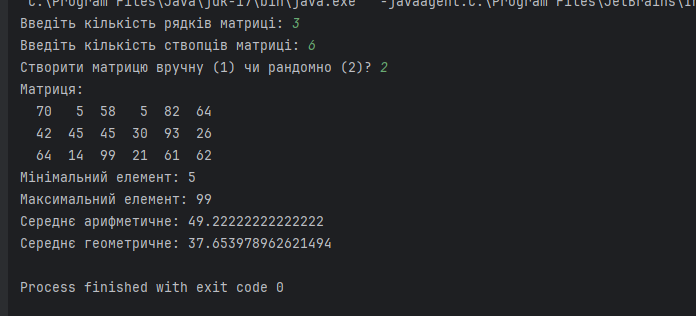 "C:\Program Files\Java\jdk-17\bin\java.exe" "-javaagent:C:\Program Files\JetBrains\In
Введіть кількість рядків матриці: 3
Введіть кількість стовпців матриці: 6
Створити матрицю вручну (1) чи рандомно (2)? 2
Матриця:
70 5 58 5 82 64
42 45 45 30 93 26
64 14 99 21 61 62
Мінімальний елемент: 5
Максимальний елемент: 99
Середнє арифметичне: 49.22222222222222
Середнє геометричне: 37.653978962621494
Process finished with exit code 0